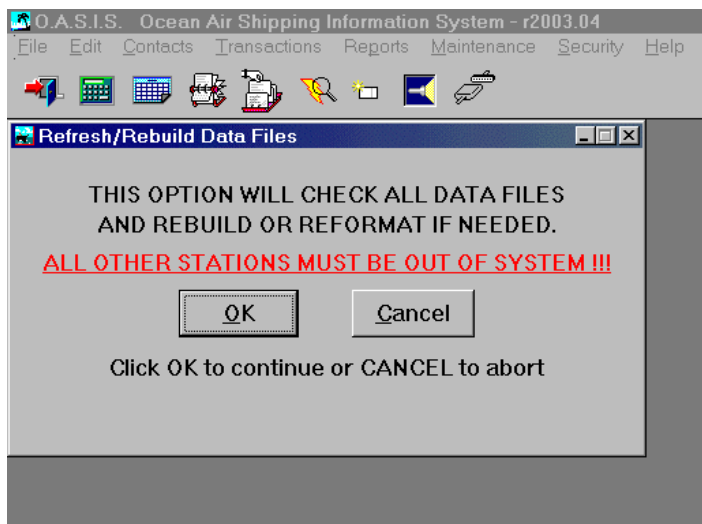 O.A.S.I.S. Ocean Air Shipping Information System - r2003.04
File Edit Contacts Transactions Reports Maintenance Security Help
Refresh/Rebuild Data Files
THIS OPTION WILL CHECK ALL DATA FILES
AND REBUILD OR REFORMAT IF NEEDED.
ALL OTHER STATIONS MUST BE OUT OF SYSTEM !!!
OK Cancel
Click OK to continue or CANCEL to abort